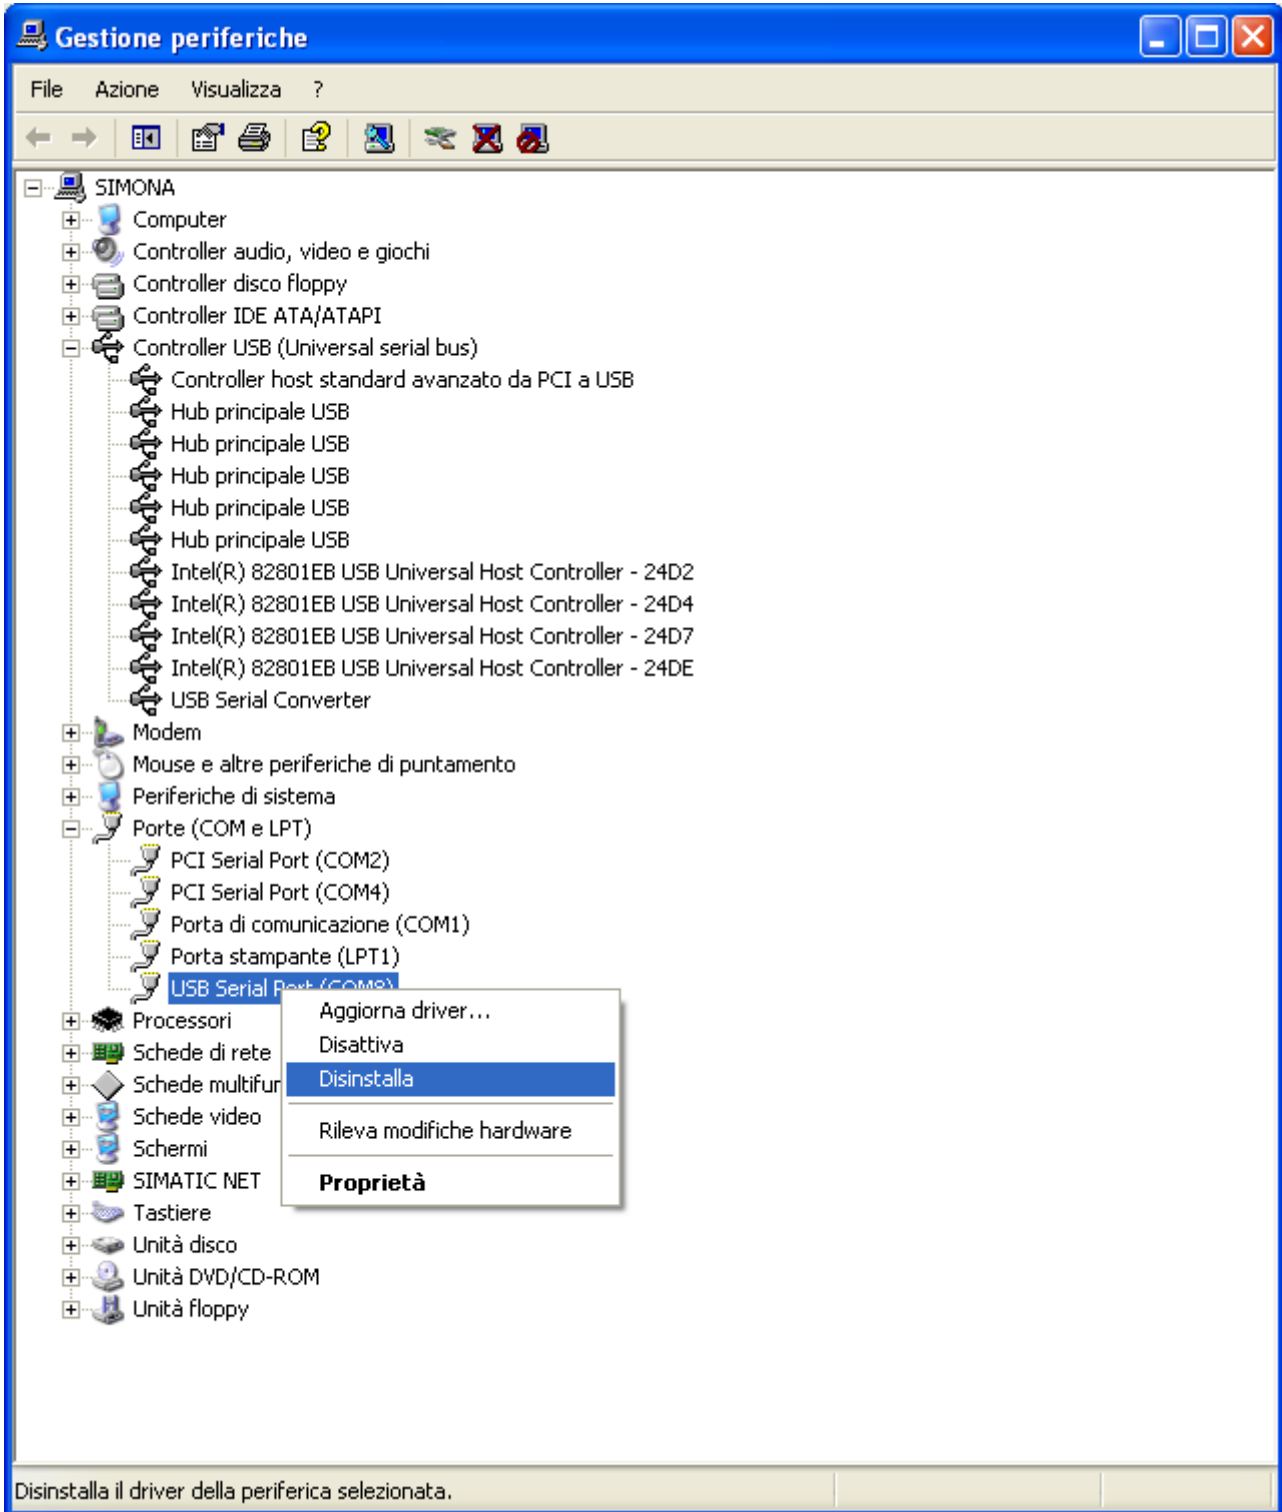 Gestione periferiche
File Azione Visualizza ?
SIMONA
Computer
Controller audio, video e giochi
Controller disco floppy
Controller IDE ATA/ATAPI
Controller USB (Universal serial bus)
Controller host standard avanzato da PCI a USB
Hub principale USB
Hub principale USB
Hub principale USB
Hub principale USB
Hub principale USB
Intel(R) 82801EB USB Universal Host Controller - 24D2
Intel(R) 82801EB USB Universal Host Controller - 24D4
Intel(R) 82801EB USB Universal Host Controller - 24D7
Intel(R) 82801EB USB Universal Host Controller - 24DE
USB Serial Converter
Modem
Mouse e altre periferiche di puntamento
Periferiche di sistema
Porte (COM e LPT)
PCI Serial Port (COM2)
PCI Serial Port (COM4)
Porta di comunicazione (COM1)
Porta stampante (LPT1)
USB Serial Port
Processori
Schede di rete
Schede multifun
Schede video
Schermi
SIMATIC NET
Tastiere
Unità disco
Unità DVD/CD-ROM
Unità floppy
Aggiorna driver...
Disattiva
Disinstalla
Rileva modifiche hardware
Proprietà
Disinstalla il driver della periferica selezionata.